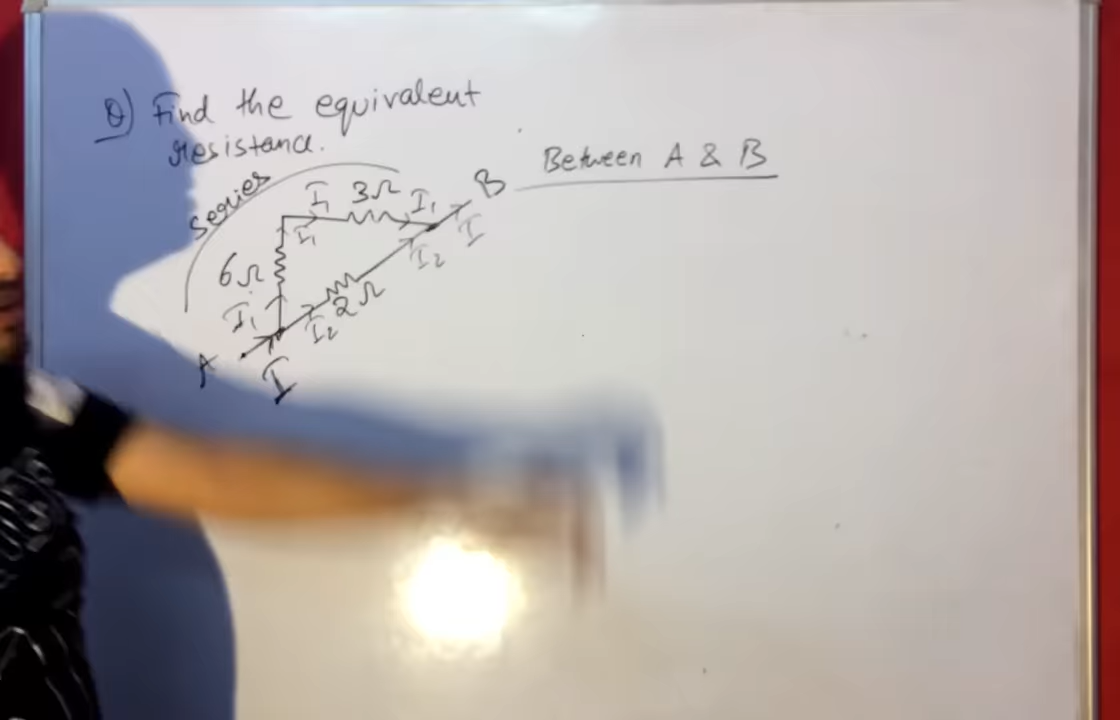 Q) Find the equivalent
resistance.
Between A & B
series
I₁ 3Ω I₁ B
I₁ I
6Ω I₂
I₁ I₂ 2Ω
A I